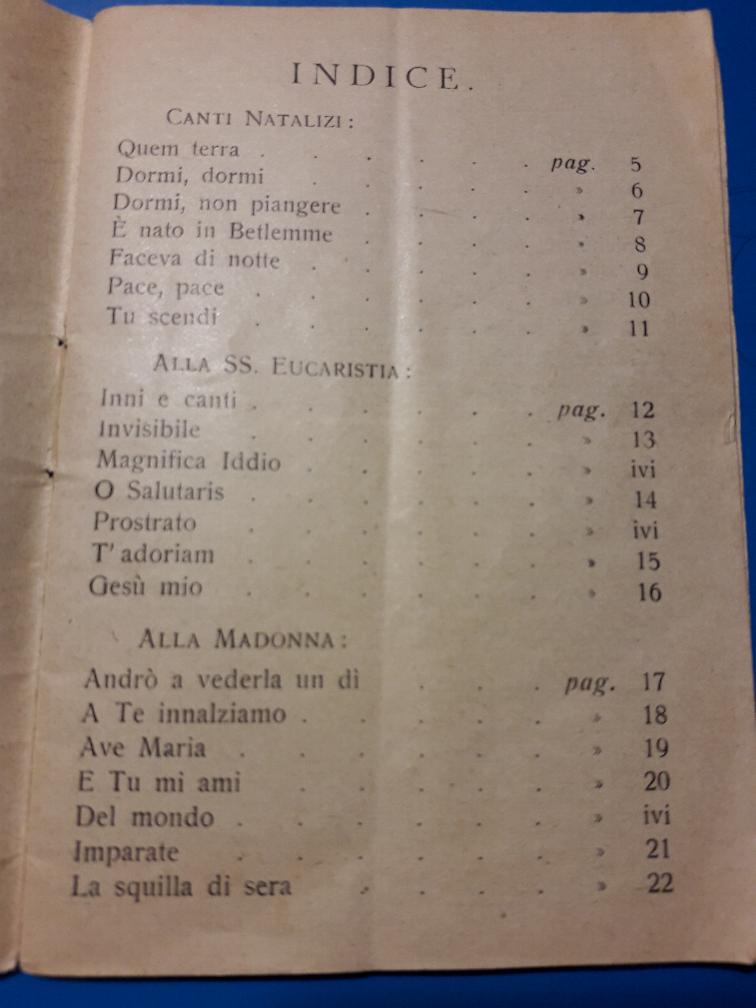 INDICE.
CANTI NATALIZI:
Quem terra . . . . . . pag. 5
Dormi, dormi . . . . . » 6
Dormi, non piangere . . . . » 7
È nato in Betlemme . . . . » 8
Faceva di notte . . . . . » 9
Pace, pace . . . . . . » 10
Tu scendi . . . . . . » 11
ALLA SS. EUCARISTIA:
Inni e canti . . . . . . pag. 12
Invisibile . . . . . . » 13
Magnifica Iddio . . . . . » ivi
O Salutaris . . . . . . » 14
Prostrato . . . . . . » ivi
T' adoriam . . . . . . » 15
Gesù mio . . . . . . » 16
ALLA MADONNA:
Andrò a vederla un dì . . . pag. 17
A Te innalziamo . . . . . » 18
Ave Maria . . . . . . » 19
E Tu mi ami . . . . . » 20
Del mondo . . . . . . » ivi
Imparate . . . . . . » 21
La squilla di sera . . . . » 22